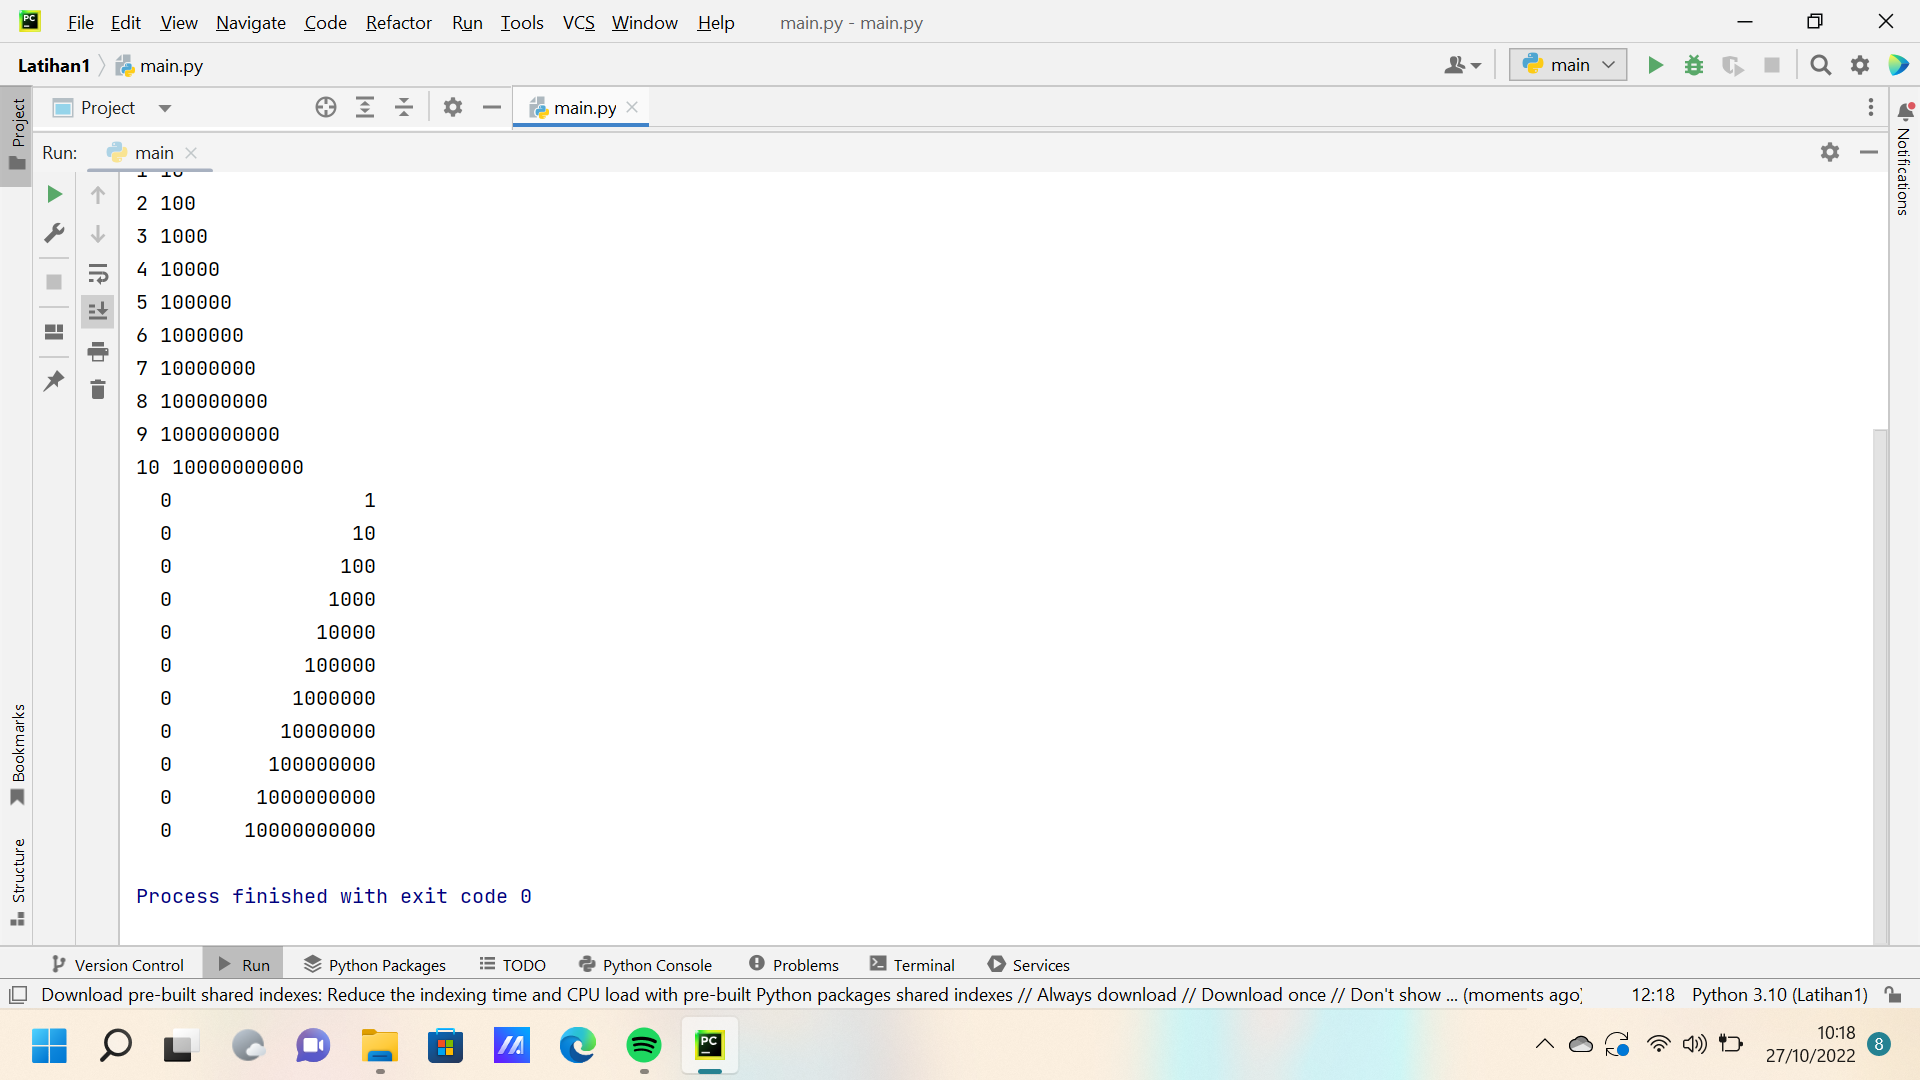 File Edit View Navigate Code Refactor Run Tools VCS Window Help main.py - main.py
Latihan1 main.py main
Project main.py
Run: main
1 10
2 100
3 1000
4 10000
5 100000
6 1000000
7 10000000
8 100000000
9 1000000000
10 10000000000
0 1
0 10
0 100
0 1000
0 10000
0 100000
0 1000000
0 10000000
0 100000000
0 1000000000
0 10000000000
Process finished with exit code 0
Project
Bookmarks
Structure
Notifications
Version Control Run Python Packages TODO Python Console Problems Terminal Services
Download pre-built shared indexes: Reduce the indexing time and CPU load with pre-built Python packages shared indexes // Always download // Download once // Don't show ... (moments ago) 12:18 Python 3.10 (Latihan1)
PC
10:18
27/10/2022
8